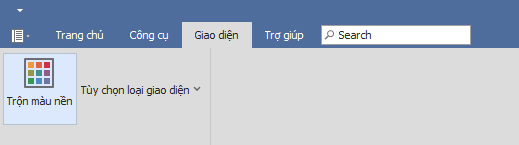 Trang chủ Công cụ Giao diện Trợ giúp Search
Trộn màu nền Tùy chọn loại giao diện